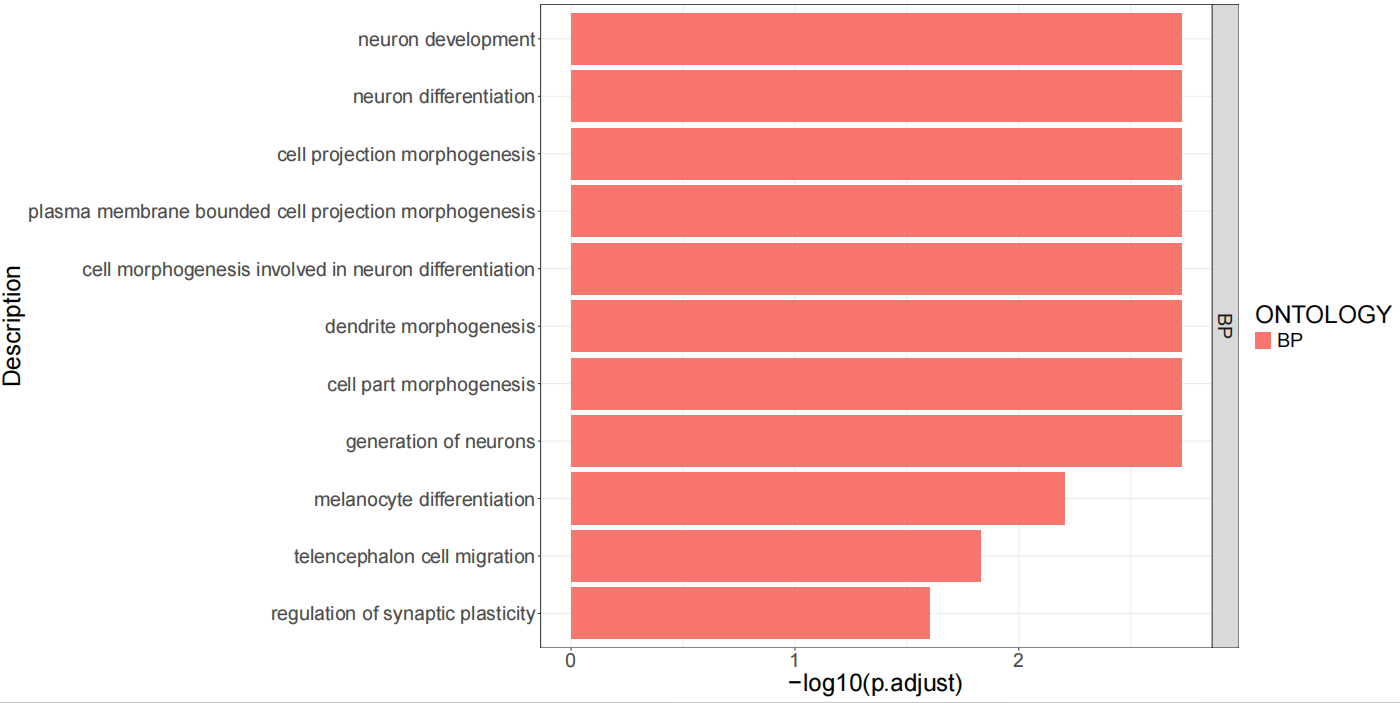 neuron development
neuron differentiation
cell projection morphogenesis
plasma membrane bounded cell projection morphogenesis
cell morphogenesis involved in neuron differentiation
dendrite morphogenesis
cell part morphogenesis
generation of neurons
melanocyte differentiation
telencephalon cell migration
regulation of synaptic plasticity
Description
0 1 2
−log10(p.adjust)
BP
ONTOLOGY
BP